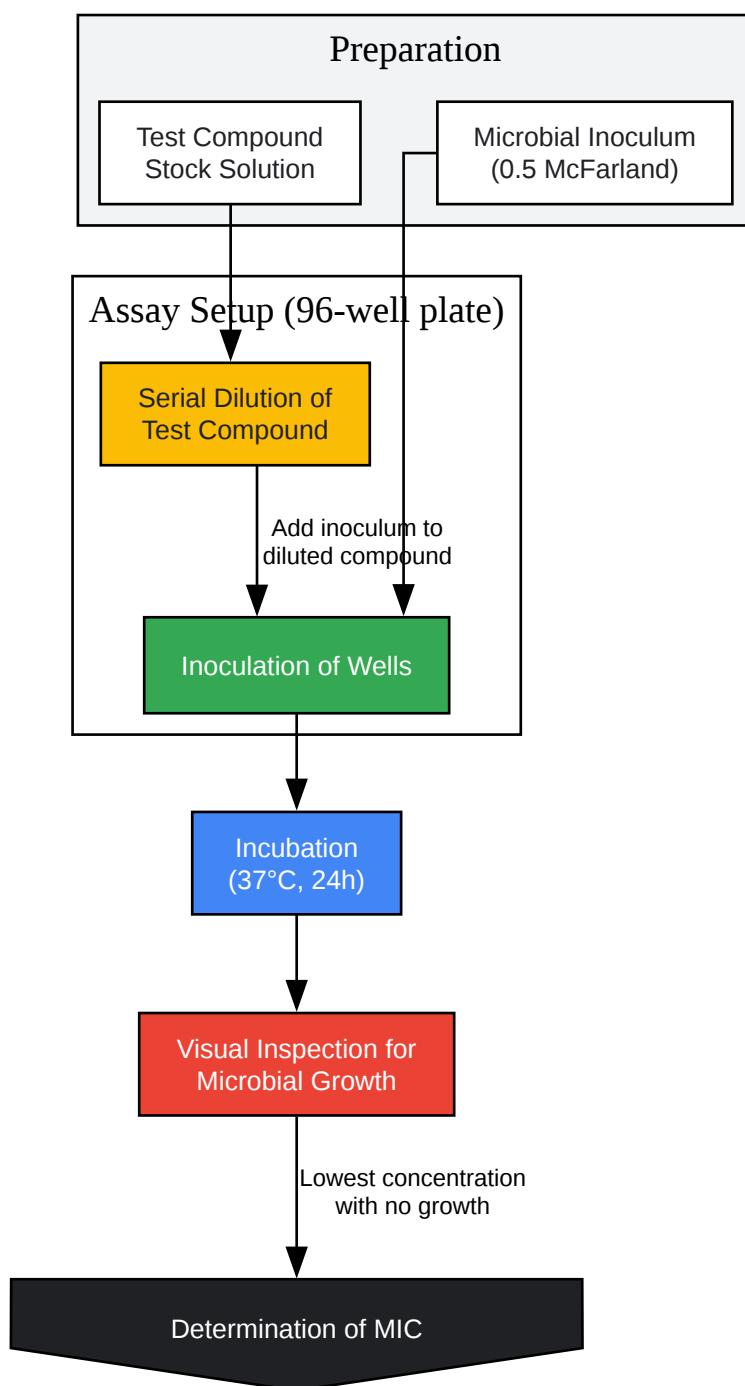 Preparation
Test Compound
Stock Solution
Microbial Inoculum
(0.5 McFarland)
Assay Setup (96-well plate)
Serial Dilution of
Test Compound
Add inoculum to
diluted compound
Inoculation of Wells
Incubation
(37°C, 24h)
Visual Inspection for
Microbial Growth
Lowest concentration
with no growth
Determination of MIC